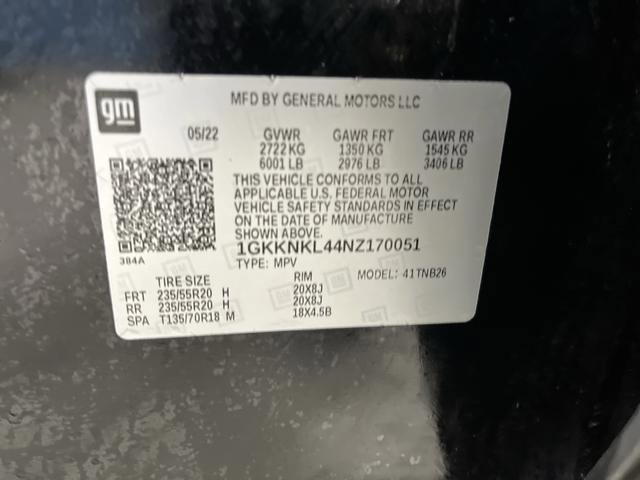 gm
MFD BY GENERAL MOTORS LLC
05/22 GVWR GAWR FRT GAWR RR
2722 KG 1350 KG 1545 KG
6001 LB 2976 LB 3406 LB
THIS VEHICLE CONFORMS TO ALL
APPLICABLE U.S. FEDERAL MOTOR
VEHICLE SAFETY STANDARDS IN EFFECT
ON THE DATE OF MANUFACTURE
SHOWN ABOVE.
384A
1GKKNKL44NZ170051
TYPE: MPV MODEL: 41TNB26
TIRE SIZE RIM
FRT 235/55R20 H 20X8J
RR 235/55R20 H 20X8J
SPA T135/70R18 M 18X4.5B